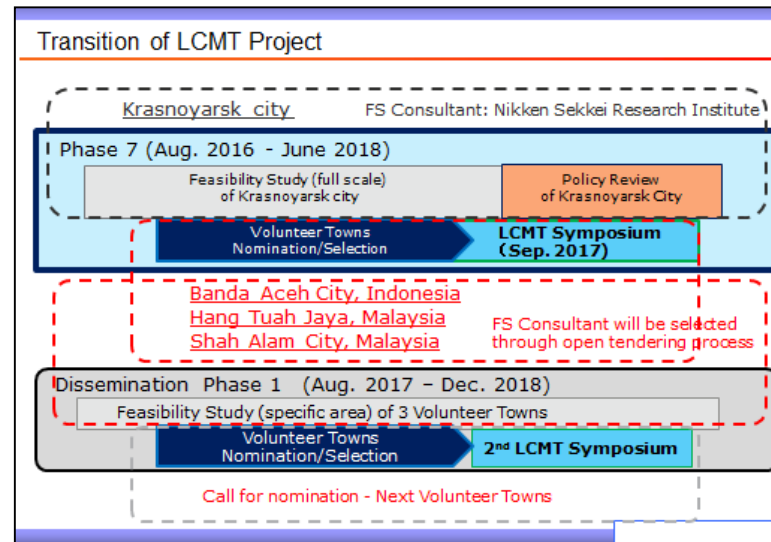 Transition of LCMT Project
Krasnoyarsk city
FS Consultant: Nikken Sekkei Research Institute
Phase 7 (Aug. 2016 - June 2018)
Feasibility Study (full scale)
of Krasnoyarsk city
Policy Review
of Krasnoyarsk City
Volunteer Towns
Nomination/Selection
LCMT Symposium
(Sep. 2017)
Banda Aceh City, Indonesia
Hang Tuah Jaya, Malaysia
Shah Alam City, Malaysia
FS Consultant will be selected
through open tendering process
Dissemination Phase 1 (Aug. 2017 – Dec. 2018)
Feasibility Study (specific area) of 3 Volunteer Towns
Volunteer Towns
Nomination/Selection
2nd LCMT Symposium
Call for nomination - Next Volunteer Towns